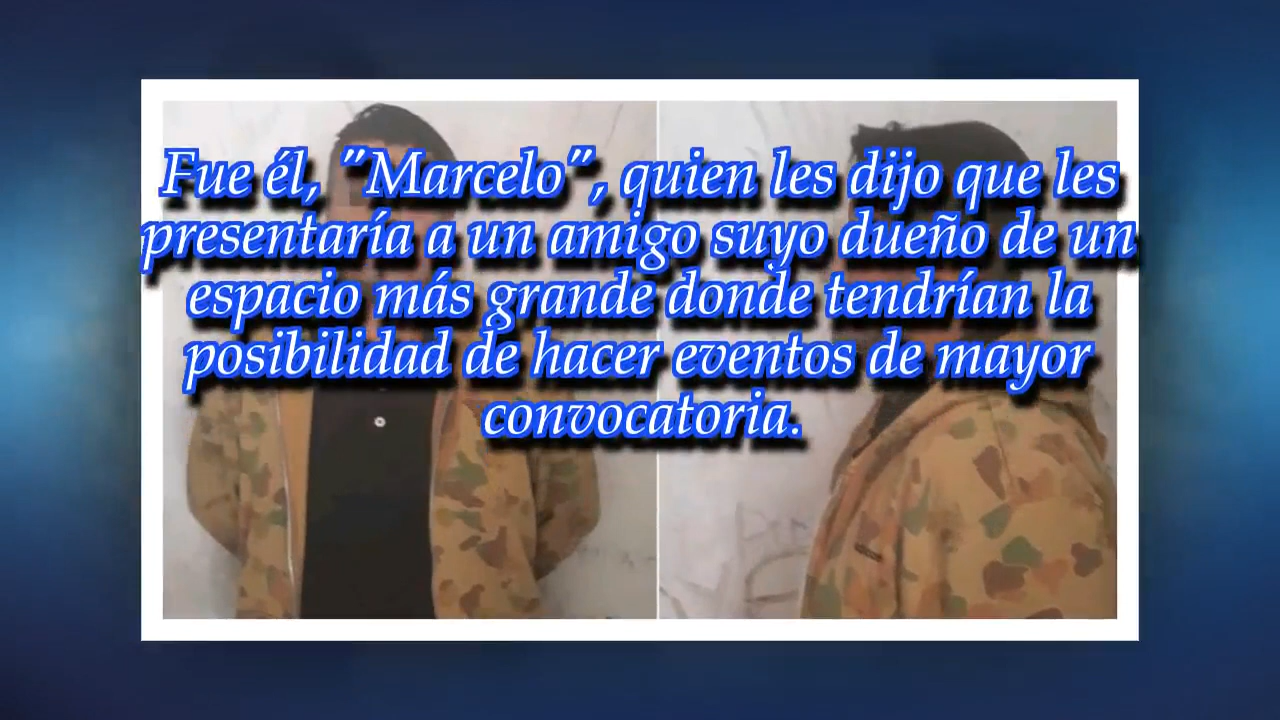 Fue él, "Marcelo", quien les dijo que les
presentaría a un amigo suyo dueño de un
espacio más grande donde tendrían la
posibilidad de hacer eventos de mayor
convocatoria.